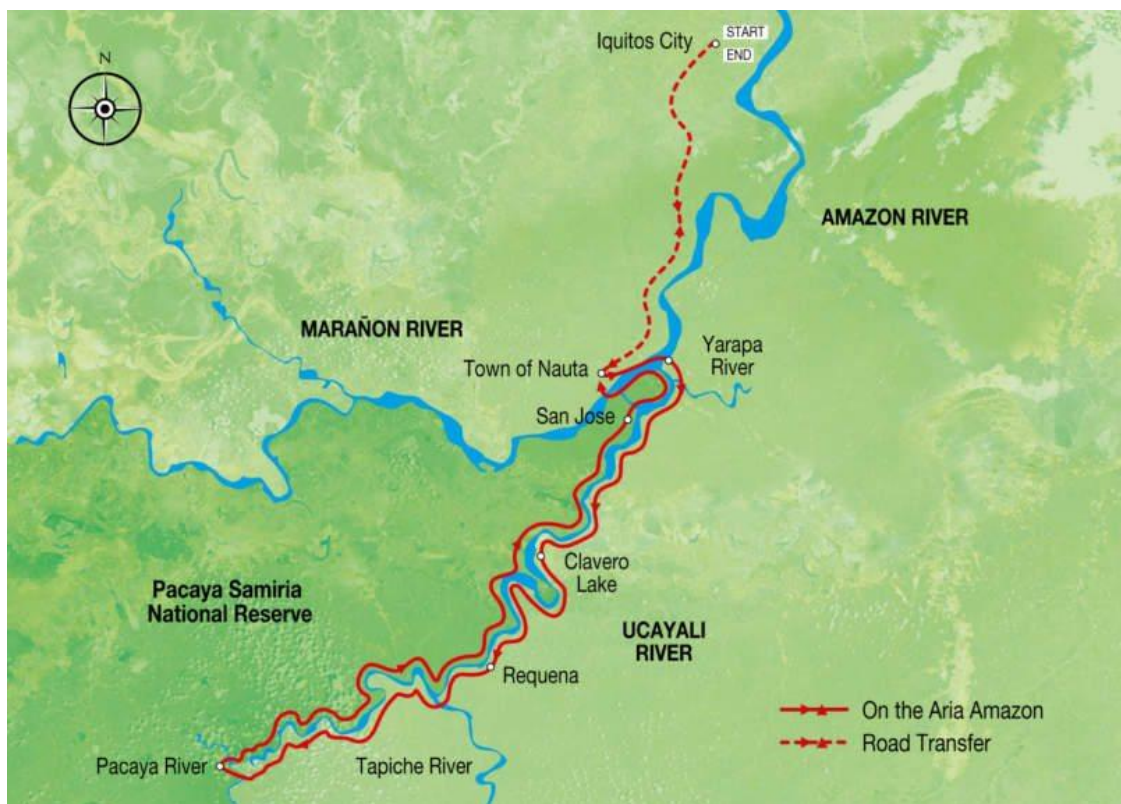 Iquitos City
START
END
N
AMAZON RIVER
MARAÑON RIVER
Yarapa
River
Town of Nauta
San Jose
Clavero
Lake
Pacaya Samiria
National Reserve
UCAYALI
RIVER
Requena
On the Aria Amazon
Road Transfer
Pacaya River
Tapiche River